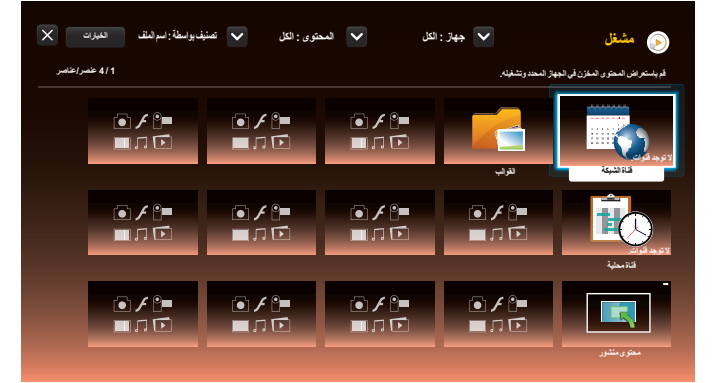 مشغل
جهاز : الكل
المحتوى : الكل
تصنيف بواسطة : اسم الملف
الخيارات
قم باستعراض المحتوى المخزن في الجهاز المحدد وتشغيله.
1 / 4 عنصر/عناصر
لا توجد قنوات.
قناة الشبكة
القوالب
لا توجد قنوات.
قناة محلية
محتوى منشور